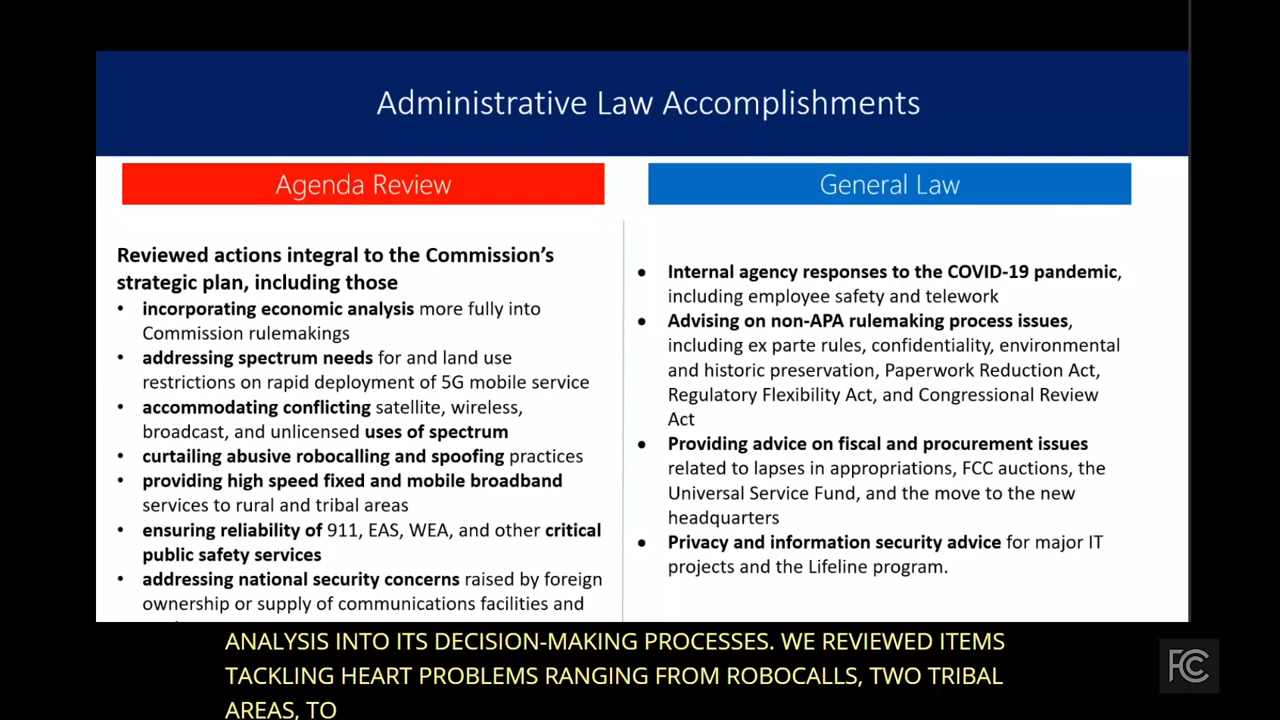 Administrative Law Accomplishments
Agenda Review
Reviewed actions integral to the Commission's
strategic plan, including those
• incorporating economic analysis more fully into
Commission rulemakings
• addressing spectrum needs for and land use
restrictions on rapid deployment of 5G mobile service
• accommodating conflicting satellite, wireless,
broadcast, and unlicensed uses of spectrum
• curtailing abusive robocalling and spoofing practices
• providing high speed fixed and mobile broadband
services to rural and tribal areas
• ensuring reliability of 911, EAS, WEA, and other critical
public safety services
• addressing national security concerns raised by foreign
ownership or supply of communications facilities and
General Law
• Internal agency responses to the COVID-19 pandemic,
including employee safety and telework
• Advising on non-APA rulemaking process issues,
including ex parte rules, confidentiality, environmental
and historic preservation, Paperwork Reduction Act,
Regulatory Flexibility Act, and Congressional Review
Act
• Providing advice on fiscal and procurement issues
related to lapses in appropriations, FCC auctions, the
Universal Service Fund, and the move to the new
headquarters
• Privacy and information security advice for major IT
projects and the Lifeline program.
ANALYSIS INTO ITS DECISION-MAKING PROCESSES. WE REVIEWED ITEMS
TACKLING HEART PROBLEMS RANGING FROM ROBOCALLS, TWO TRIBAL
AREAS, TO
FCC